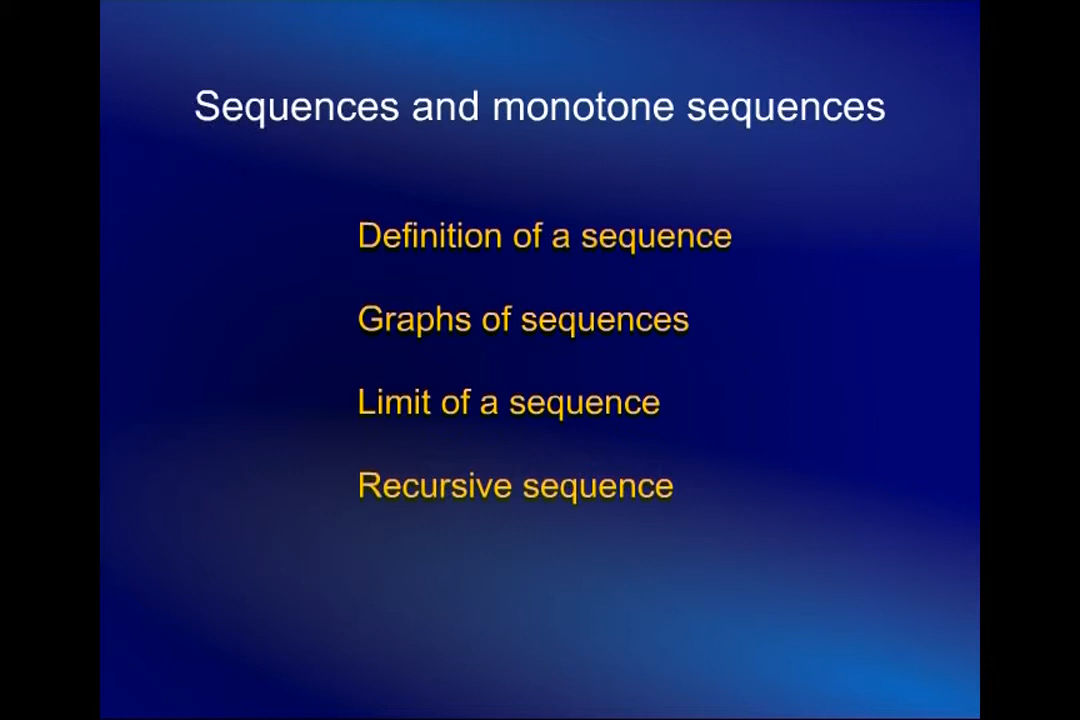 Sequences and monotone sequences
Definition of a sequence
Graphs of sequences
Limit of a sequence
Recursive sequence